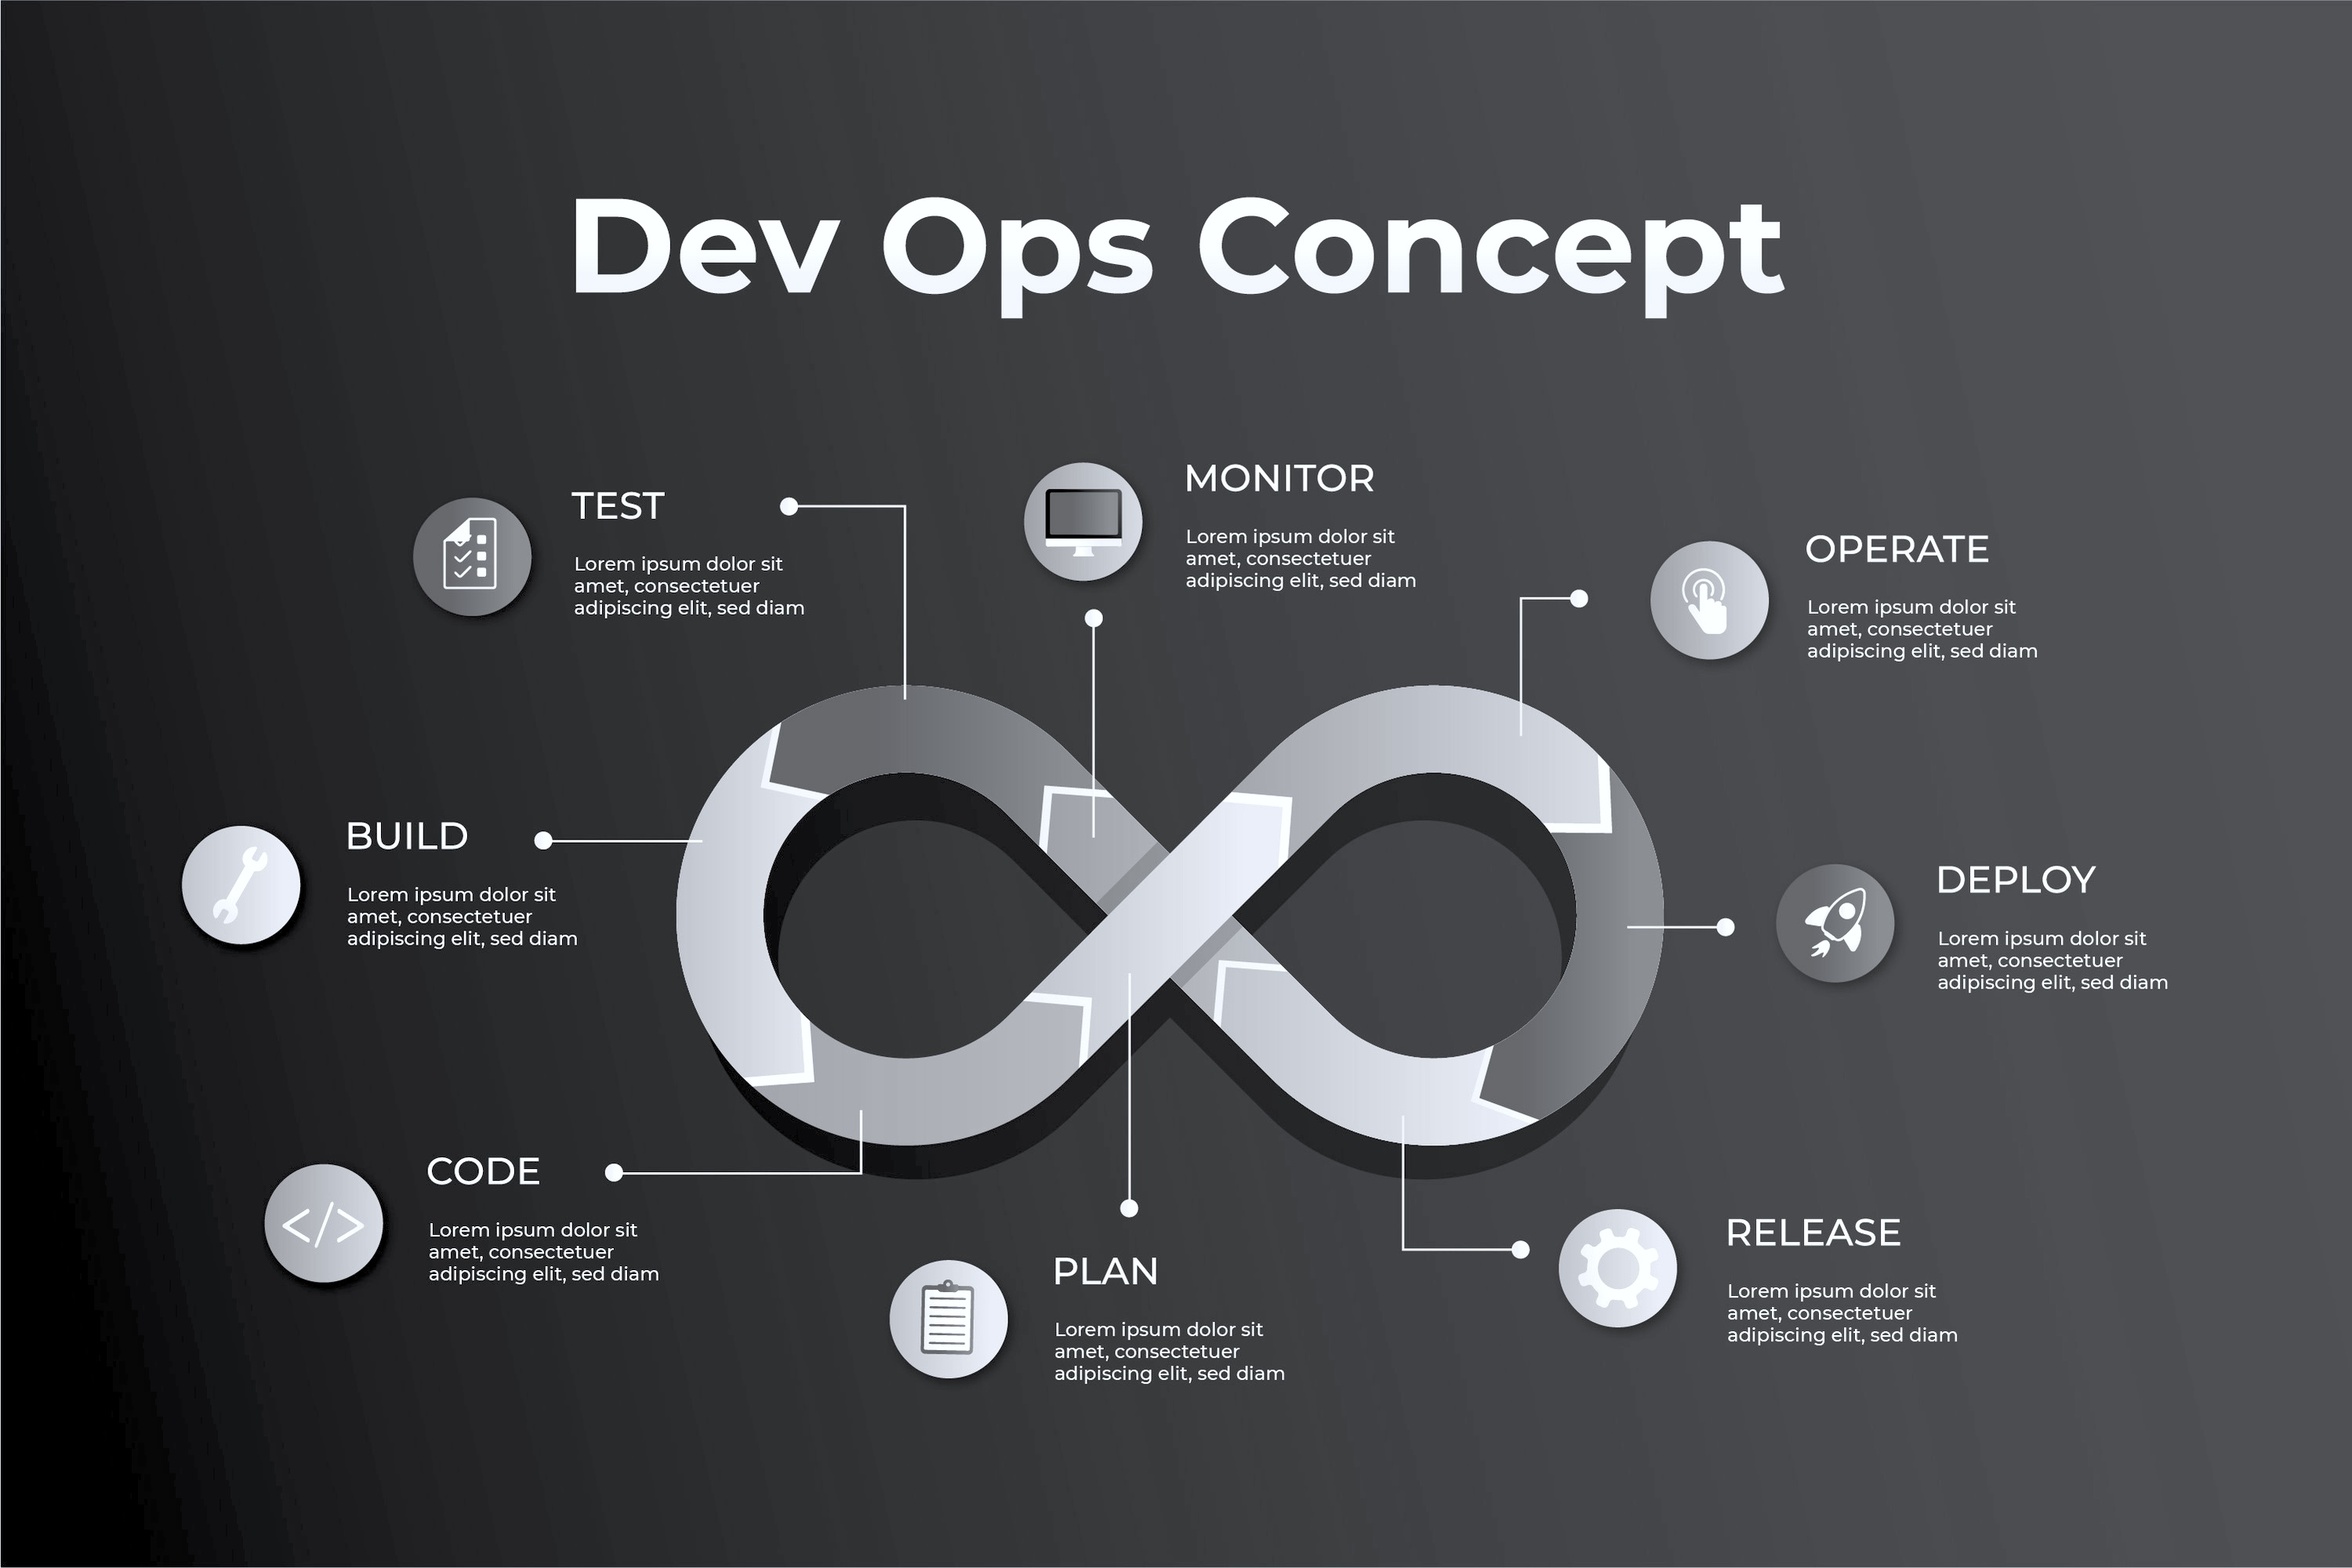 Dev Ops Concept
TEST
Lorem ipsum dolor sit
amet, consectetuer
adipiscing elit, sed diam
MONITOR
Lorem ipsum dolor sit
amet, consectetuer
adipiscing elit, sed diam
OPERATE
Lorem ipsum dolor sit
amet, consectetuer
adipiscing elit, sed diam
BUILD
Lorem ipsum dolor sit
amet, consectetuer
adipiscing elit, sed diam
DEPLOY
Lorem ipsum dolor sit
amet, consectetuer
adipiscing elit, sed diam
CODE
Lorem ipsum dolor sit
amet, consectetuer
adipiscing elit, sed diam
</>
PLAN
Lorem ipsum dolor sit
amet, consectetuer
adipiscing elit, sed diam
RELEASE
Lorem ipsum dolor sit
amet, consectetuer
adipiscing elit, sed diam